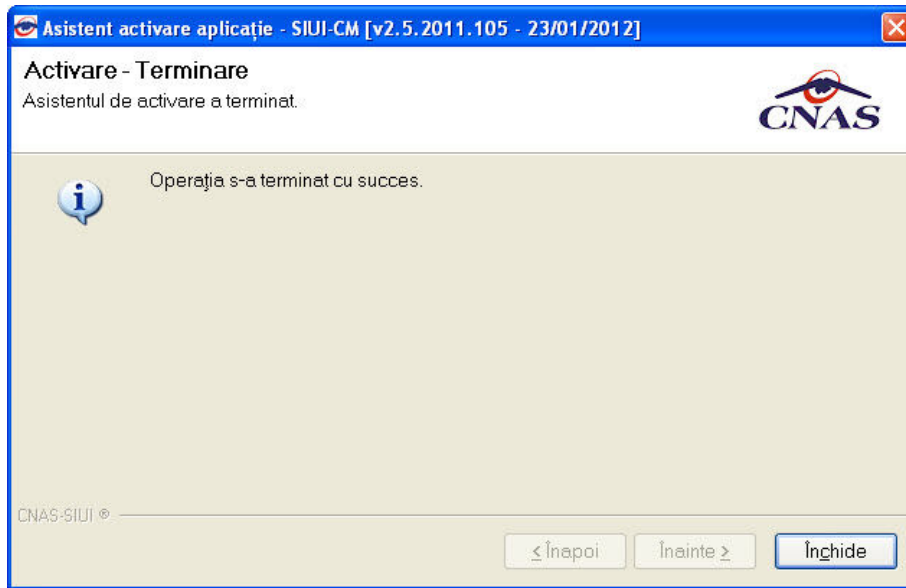 Asistent activare aplicație - SIUI-CM [v2.5.2011.105 - 23/01/2012]
Activare - Terminare
Asistentul de activare a terminat.
CNAS
Operația s-a terminat cu succes.
CNAS-SIUI ®
< Înapoi
Înainte >
Închide